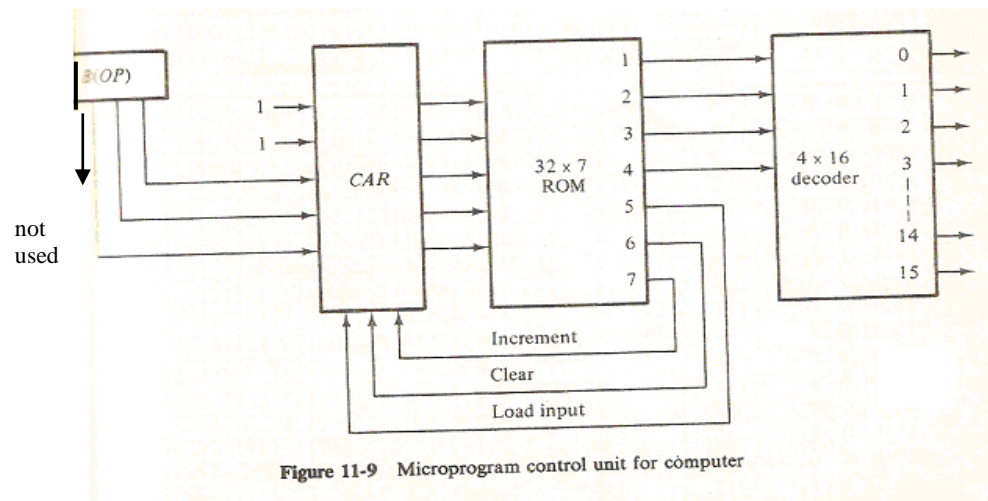 B(OP)
1
1
CAR
32 x 7
ROM
1
2
3
4
5
6
7
4 x 16
decoder
0
1
2
3
14
15
not
used
Increment
Clear
Load input
Figure 11-9 Microprogram control unit for computer